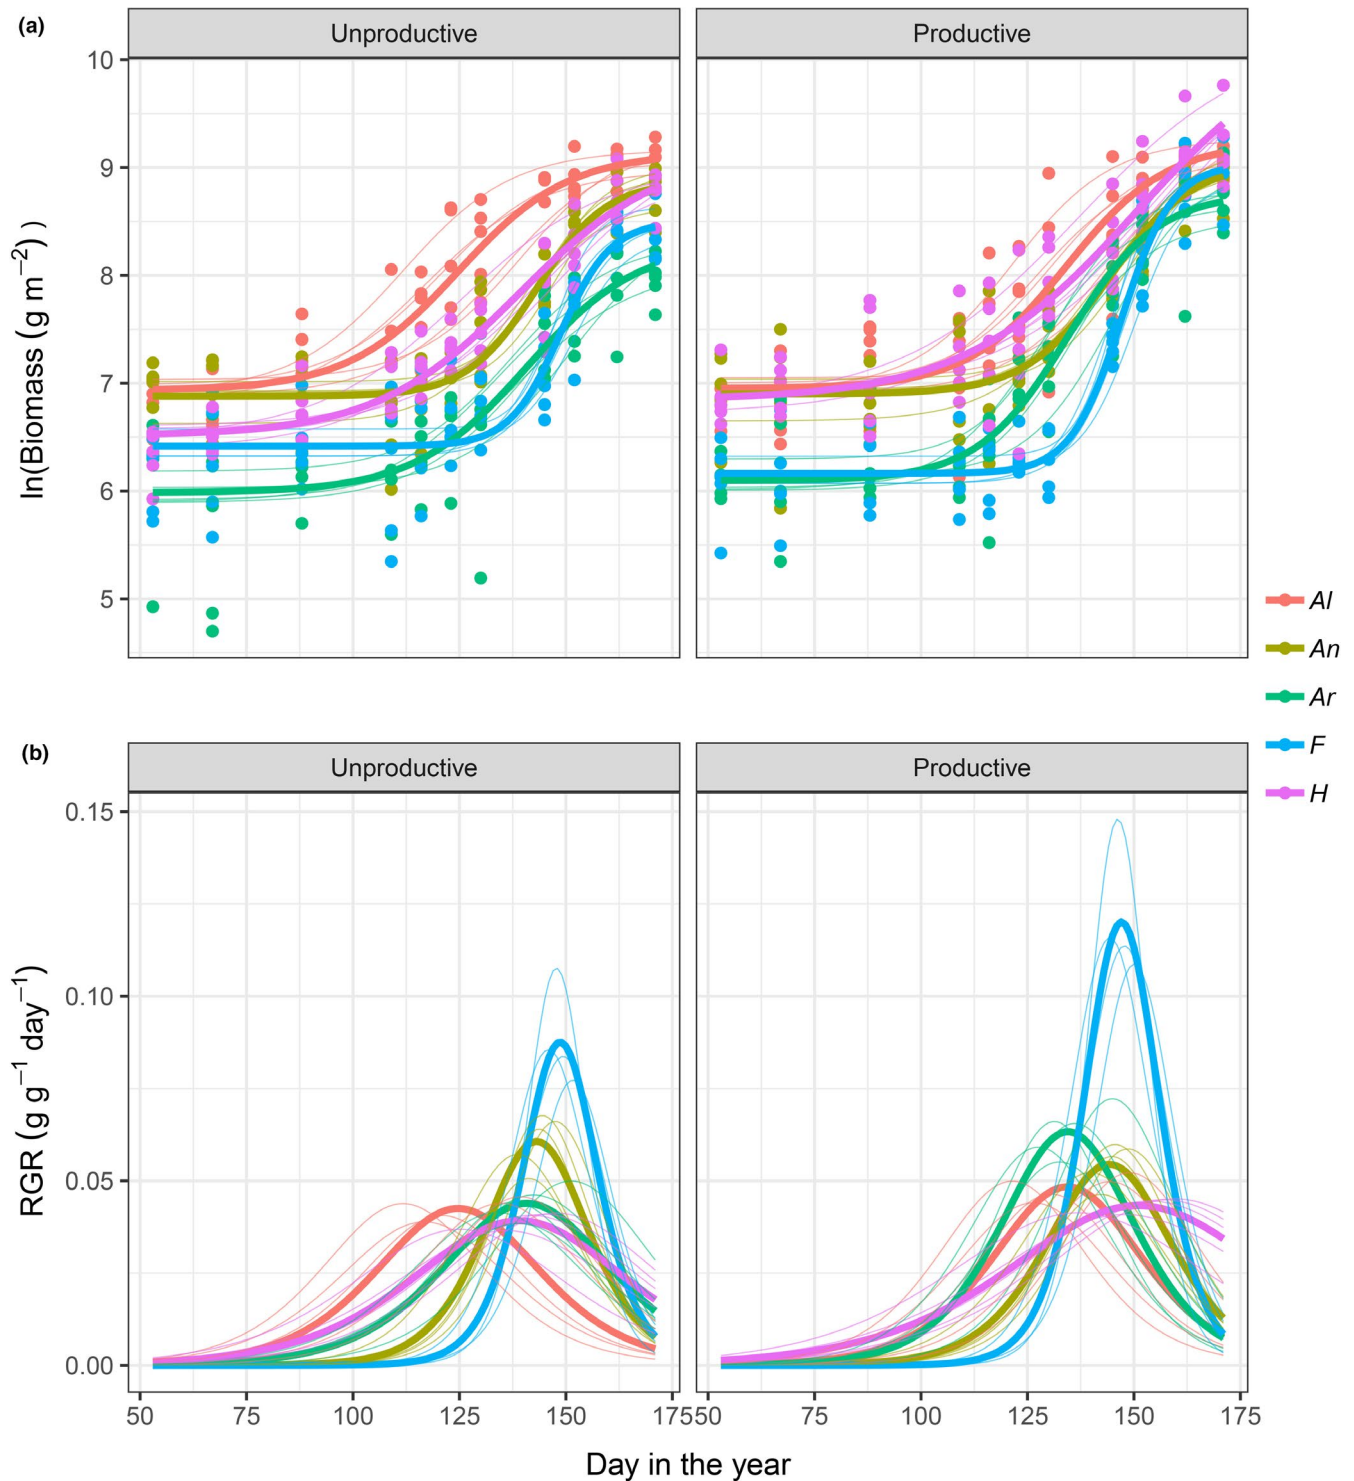 (a)
Unproductive
Productive
10
9
8
7
6
5
ln(Biomass (g m⁻²) )
Al
An
Ar
F
H
(b)
Unproductive
Productive
0.15
0.10
0.05
0.00
RGR (g g⁻¹ day⁻¹)
50 75 100 125 150 175
50 75 100 125 150 175
Day in the year